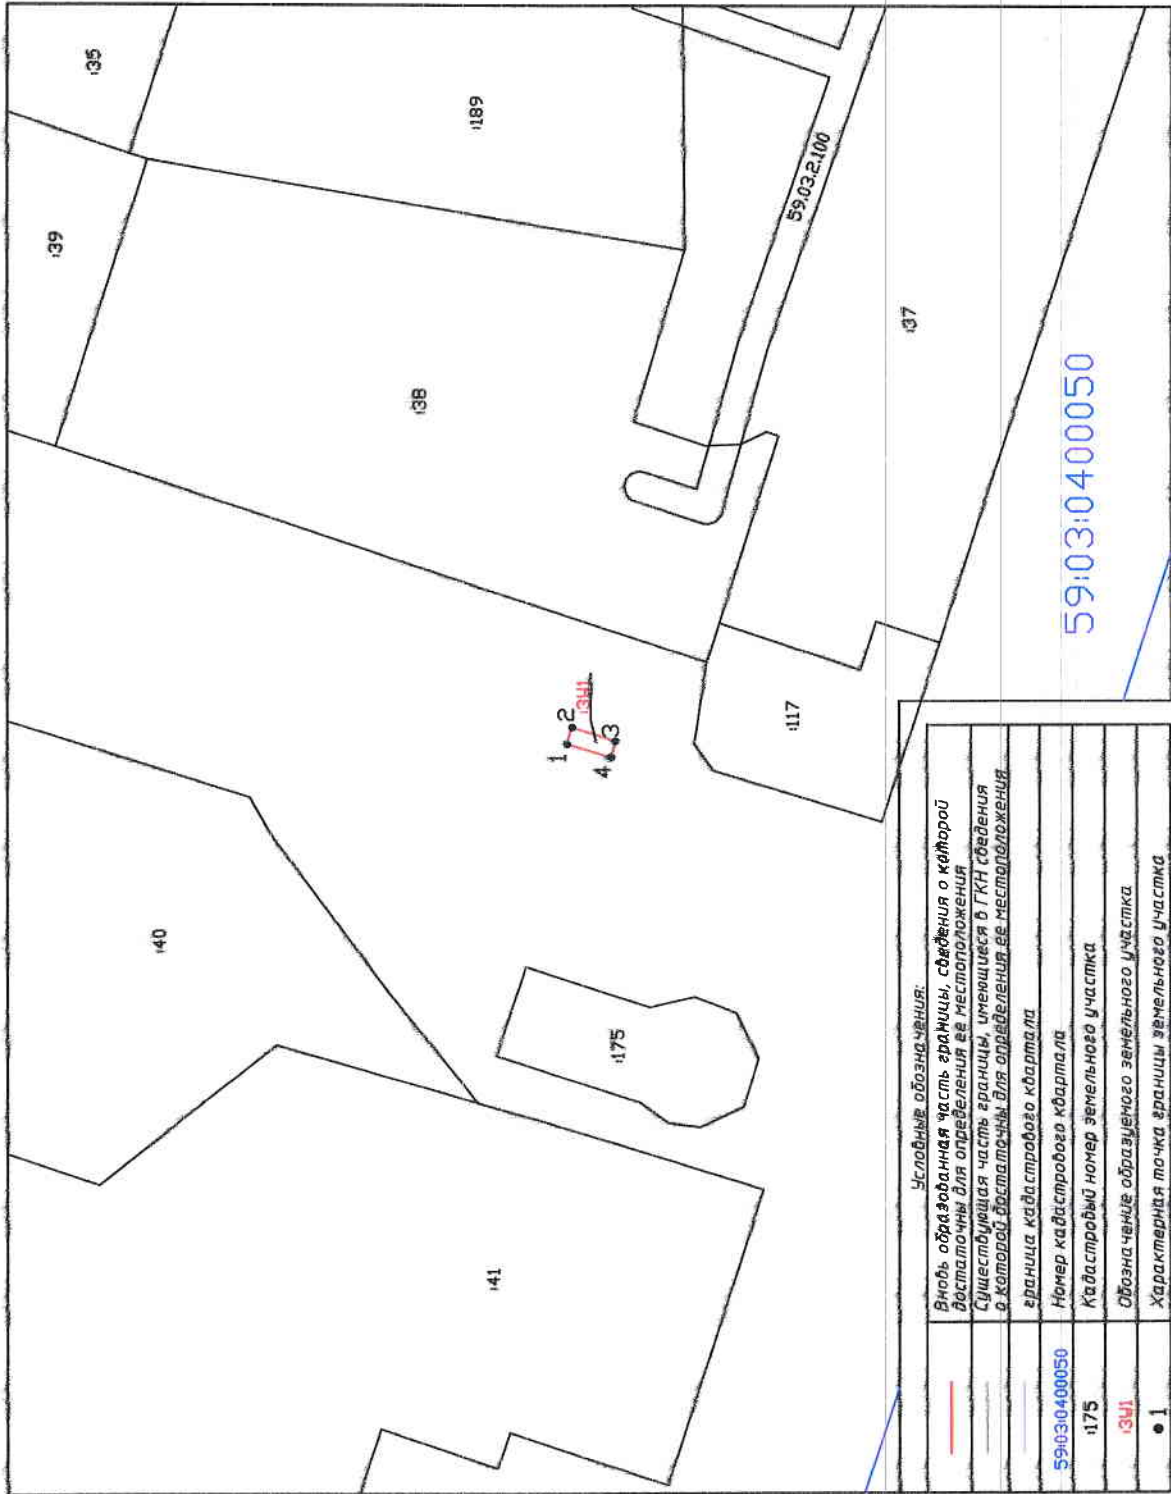 :35
:39
:189
:38
59.03.2.100
:37
:40
:3У1
1
2
3
4
:117
59:03:0400050
:175
:41
Условные обозначения:
Вновь образованная часть границы, сведения о которой
достаточны для определения ее местоположения
Существующая часть границы, имеющиеся в ГКН сведения
о которой достаточны для определения ее местоположения
граница кадастрового квартала
59:03:0400050 Номер кадастрового квартала
:175 Кадастровый номер земельного участка
:3У1 Обозначение образуемого земельного участка
1 Характерная точка границы земельного участка